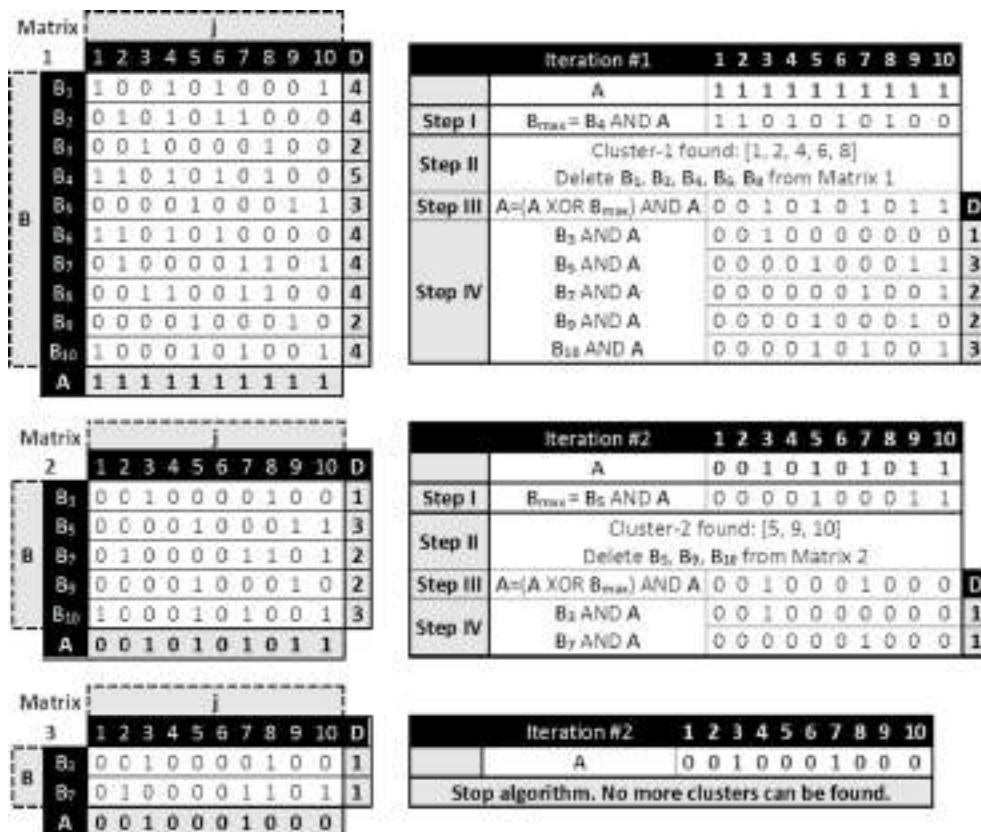 Matrix
j
1 1 2 3 4 5 6 7 8 9 10 D
B1 1 0 0 1 0 1 0 0 0 1 4
B2 0 1 0 1 0 1 1 0 0 0 4
B3 0 0 1 0 0 0 0 1 0 0 2
B4 1 1 0 1 0 1 0 1 0 0 5
B5 0 0 0 0 1 0 0 0 1 1 3
B
B6 1 1 0 1 0 1 0 0 0 0 4
B7 0 1 0 0 0 0 1 1 0 1 4
B8 0 0 1 1 0 0 1 1 0 0 4
B9 0 0 0 0 1 0 0 0 1 0 2
B10 1 0 0 0 1 0 1 0 0 1 4
A 1 1 1 1 1 1 1 1 1 1
Iteration #1 1 2 3 4 5 6 7 8 9 10
A 1 1 1 1 1 1 1 1 1 1
Step I Bmax = B4 AND A 1 1 0 1 0 1 0 1 0 0
Step II Cluster-1 found: [1, 2, 4, 6, 8]
Delete B1, B2, B4, B6, B8 from Matrix 1
Step III A=(A XOR Bmax) AND A 0 0 1 0 1 0 1 0 1 1 D
B3 AND A 0 0 1 0 0 0 0 0 0 0 1
B5 AND A 0 0 0 0 1 0 0 0 1 1 3
Step IV B7 AND A 0 0 0 0 0 0 1 0 0 1 2
B9 AND A 0 0 0 0 1 0 0 0 1 0 2
B10 AND A 0 0 0 0 1 0 1 0 0 1 3
Matrix
j
2 1 2 3 4 5 6 7 8 9 10 D
B3 0 0 1 0 0 0 0 1 0 0 1
B5 0 0 0 0 1 0 0 0 1 1 3
B B7 0 1 0 0 0 0 1 1 0 1 2
B9 0 0 0 0 1 0 0 0 1 0 2
B10 1 0 0 0 1 0 1 0 0 1 3
A 0 0 1 0 1 0 1 0 1 1
Iteration #2 1 2 3 4 5 6 7 8 9 10
A 0 0 1 0 1 0 1 0 1 1
Step I Bmax = B5 AND A 0 0 0 0 1 0 0 0 1 1
Step II Cluster-2 found: [5, 9, 10]
Delete B5, B9, B10 from Matrix 2
Step III A=(A XOR Bmax) AND A 0 0 1 0 0 0 1 0 0 0 D
Step IV B3 AND A 0 0 1 0 0 0 0 0 0 0 1
B7 AND A 0 0 0 0 0 0 1 0 0 0 1
Matrix
j
3 1 2 3 4 5 6 7 8 9 10 D
B B3 0 0 1 0 0 0 0 1 0 0 1
B7 0 1 0 0 0 0 1 1 0 1 1
A 0 0 1 0 0 0 1 0 0 0
Iteration #2 1 2 3 4 5 6 7 8 9 10
A 0 0 1 0 0 0 1 0 0 0
Stop algorithm. No more clusters can be found.